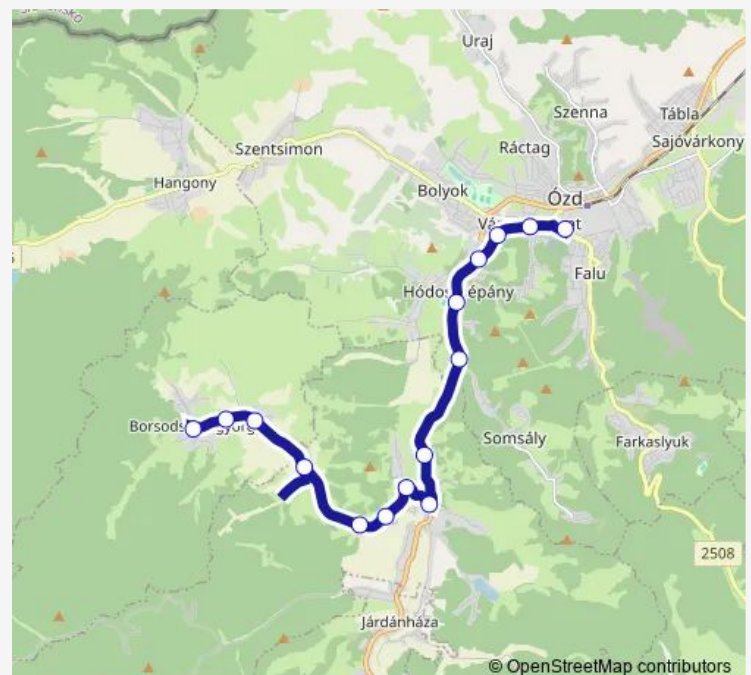 Uraj
Szenna
Tábla
Ráctag
Sajóvárkony
Szentsimon
Hangony
Bolyok
Ózd
Falu
Somsály
Farkaslyuk
2508
Járdánháza
© OpenStreetMap contributors